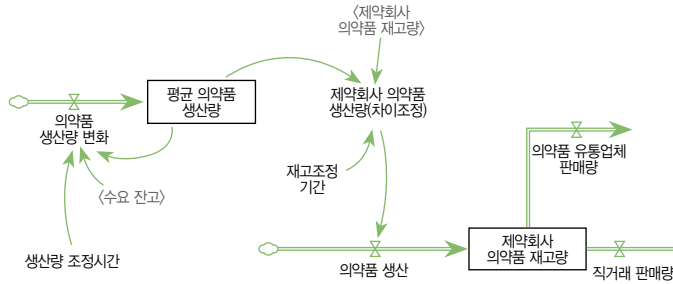 〈제약회사
의약품 재고량〉
평균 의약품
생산량
제약회사 의약품
생산량(차이조정)
의약품
생산량 변화
의약품 유통업체
판매량
재고조정
기간
〈수요 잔고〉
제약회사
의약품 재고량
생산량 조정시간
의약품 생산
직거래 판매량